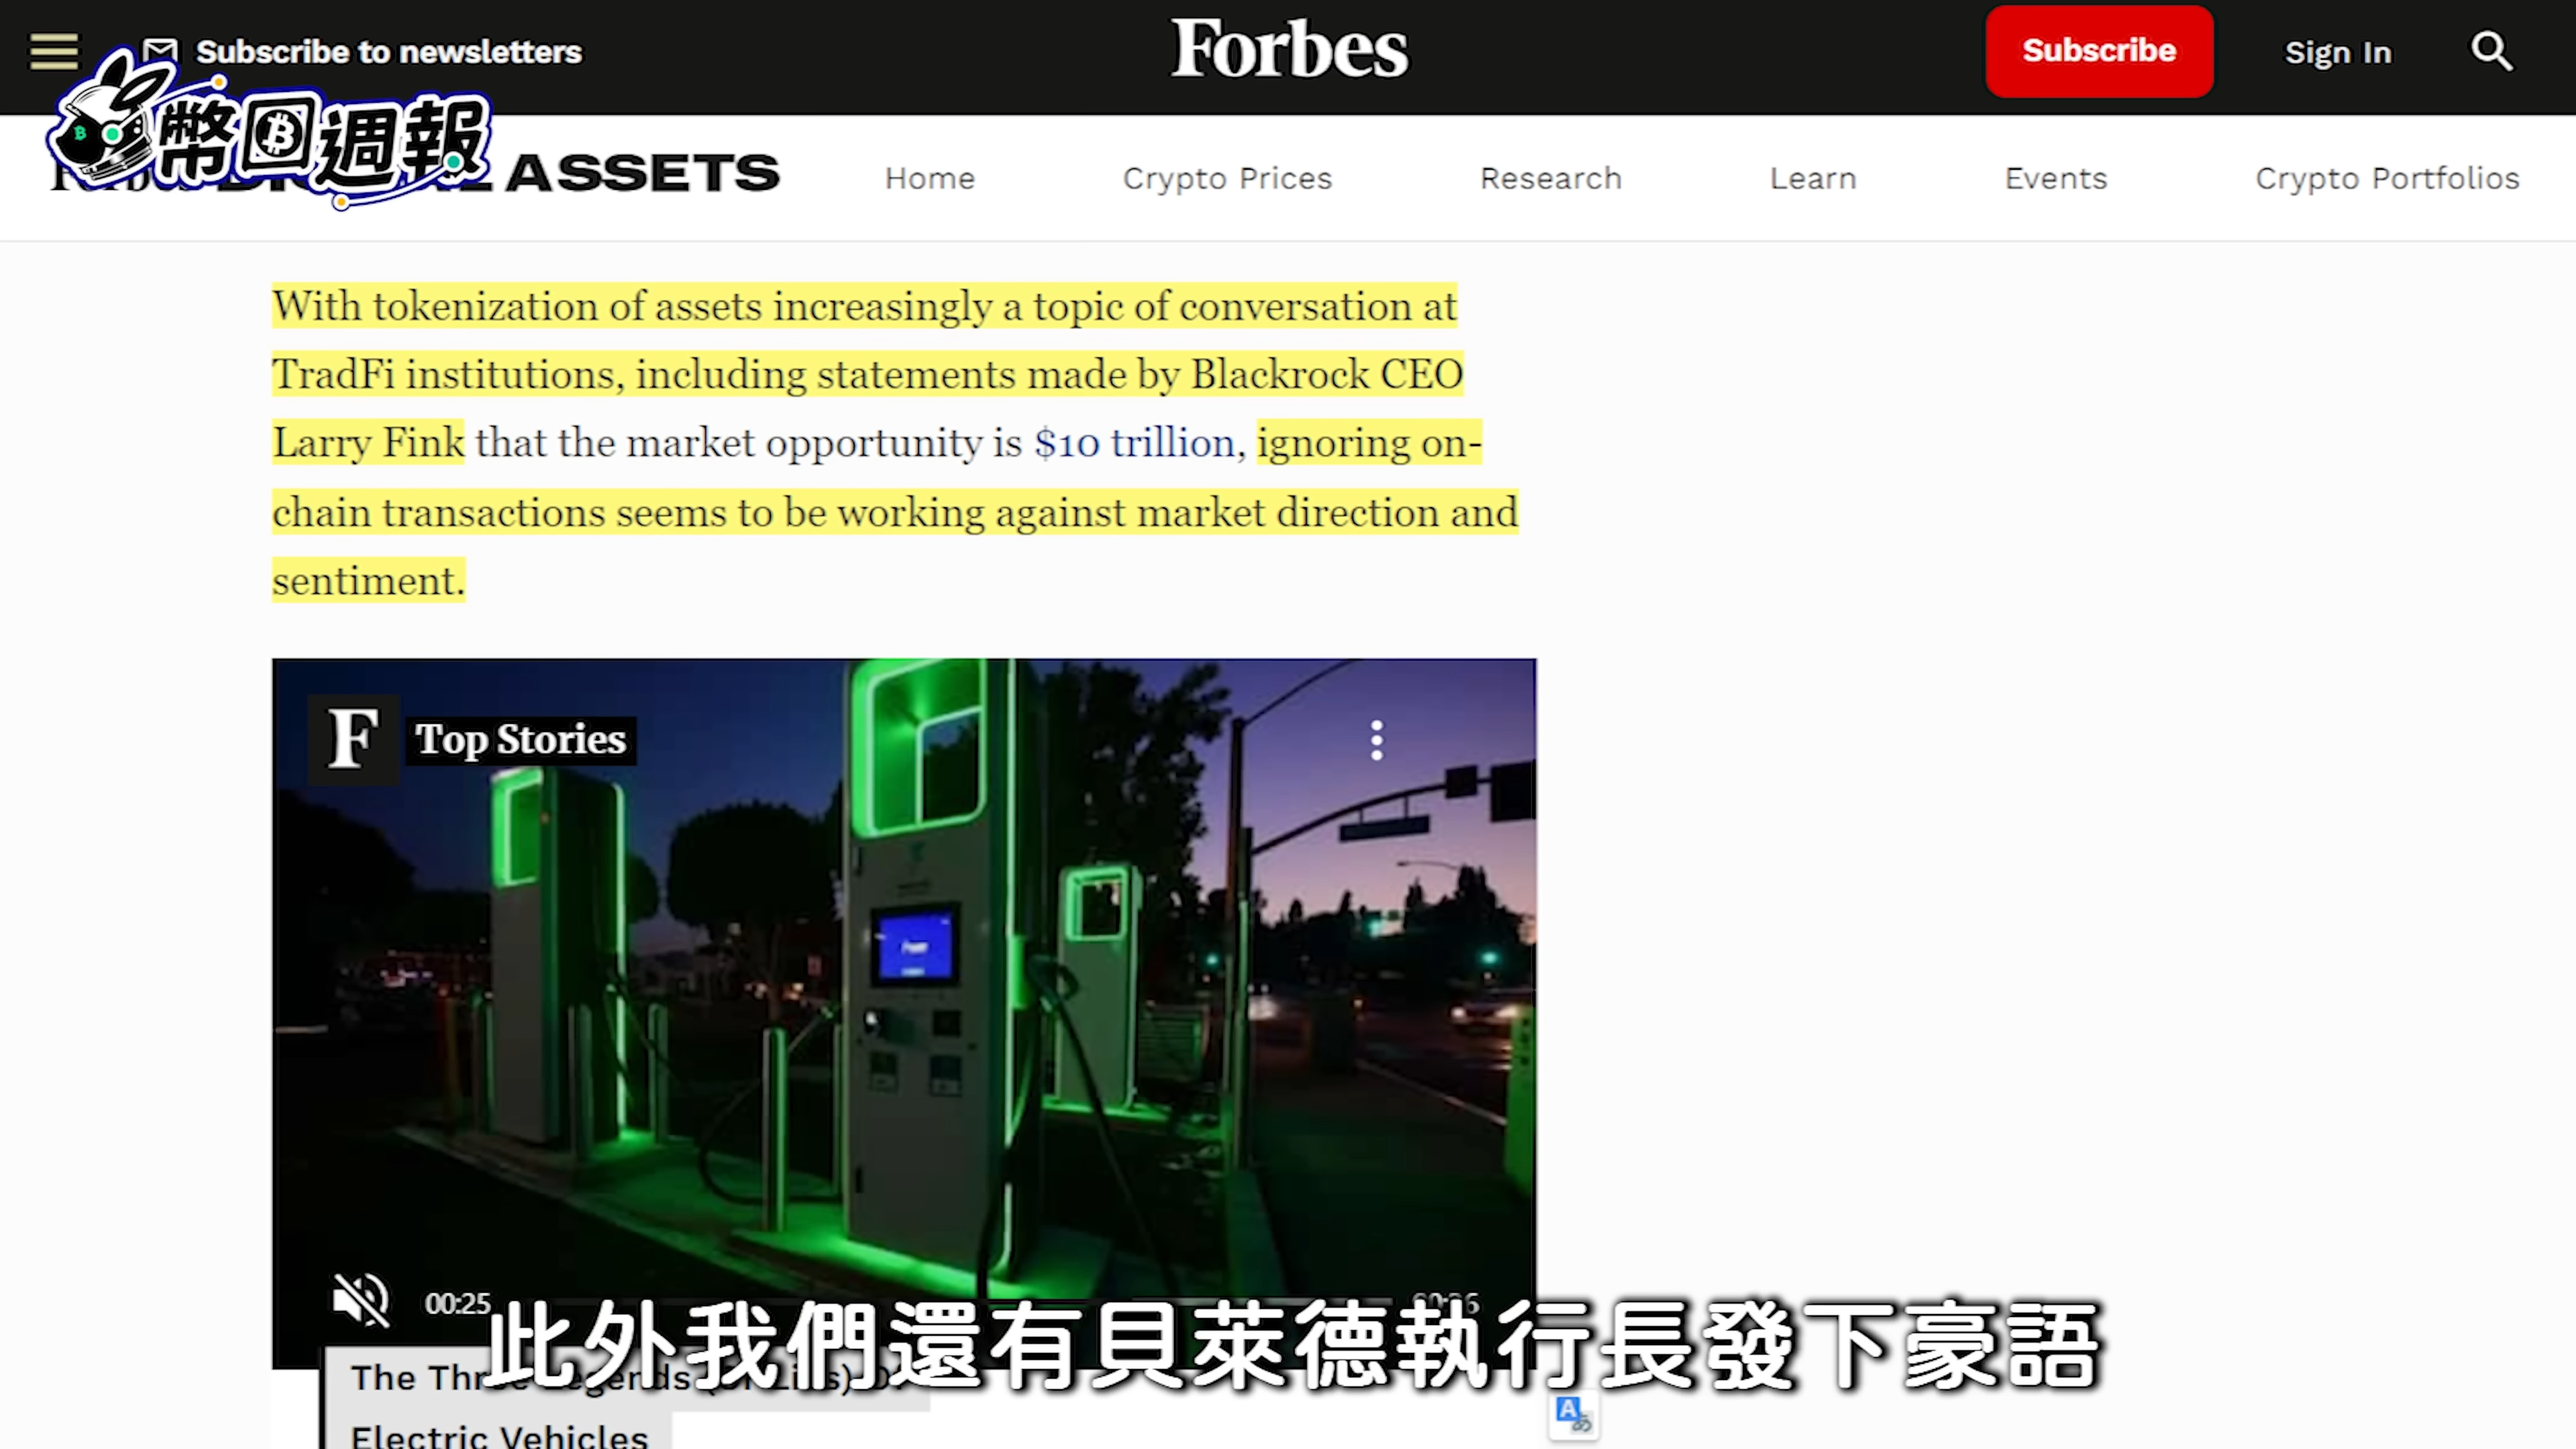 Subscribe to newsletters
Forbes
Subscribe
Sign In
幣回週報
ASSETS
Home
Crypto Prices
Research
Learn
Events
Crypto Portfolios
With tokenization of assets increasingly a topic of conversation at
TradFi institutions, including statements made by Blackrock CEO
Larry Fink that the market opportunity is $10 trillion, ignoring on-
chain transactions seems to be working against market direction and
sentiment.
F
Top Stories
00:25
此外我們還有貝萊德執行長發下豪語
The Three Legends
Electric Vehicles